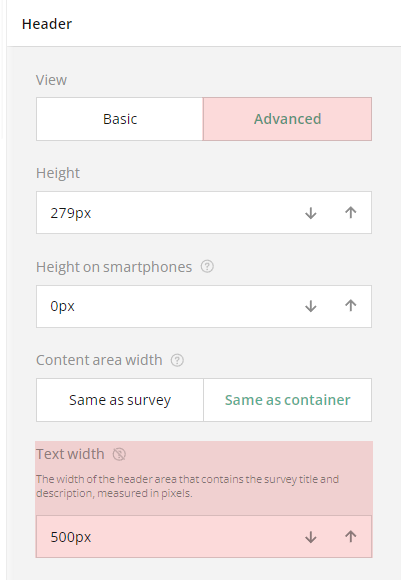 Header
View
Basic Advanced
Height
279px
Height on smartphones
0px
Content area width
Same as survey Same as container
Text width
The width of the header area that contains the survey title and
description, measured in pixels.
500px